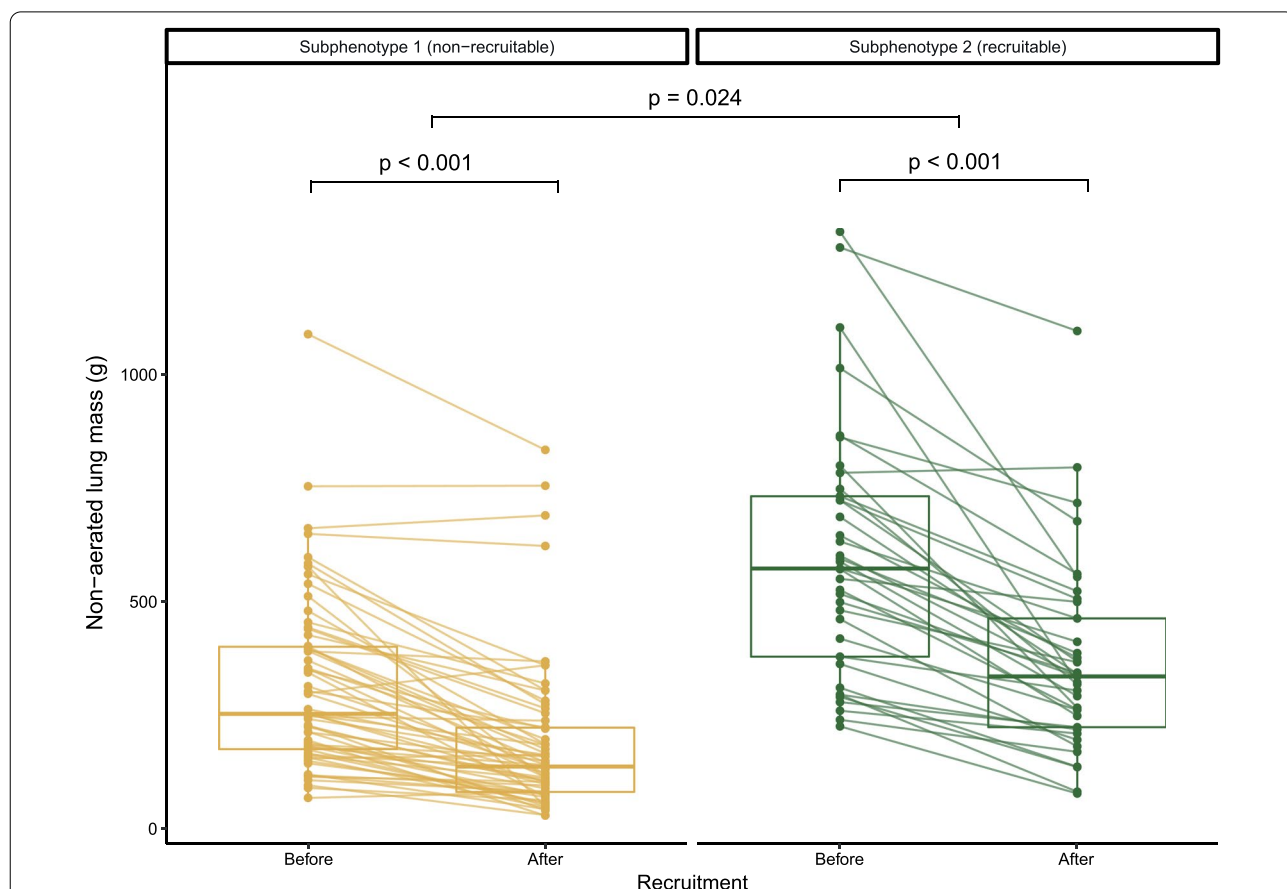 Subphenotype 1 (non−recruitable)
Subphenotype 2 (recruitable)
p = 0.024
p < 0.001
p < 0.001
Non−aerated lung mass (g)
1000
500
0
Before
After
Before
After
Recruitment